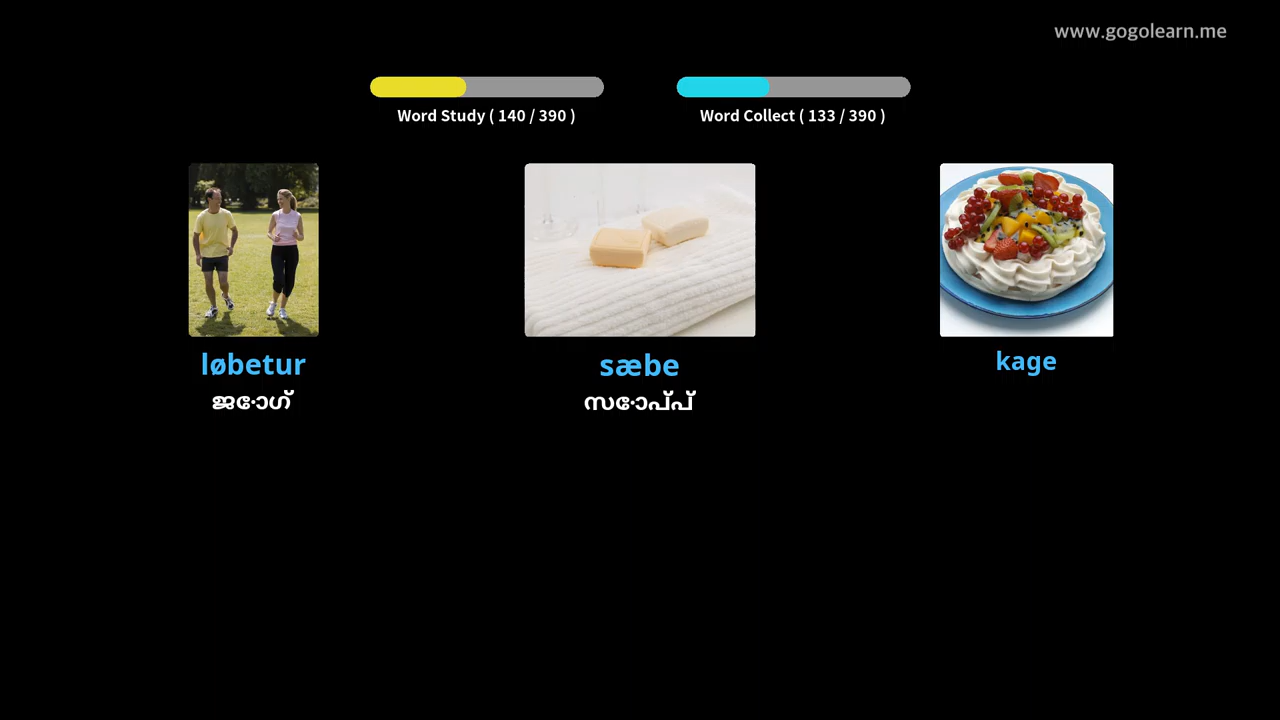 www.gogolearn.me
Word Study ( 140 / 390 )
Word Collect ( 133 / 390 )
løbetur
sæbe
kage
ജോഗ്
സോപ്പ്